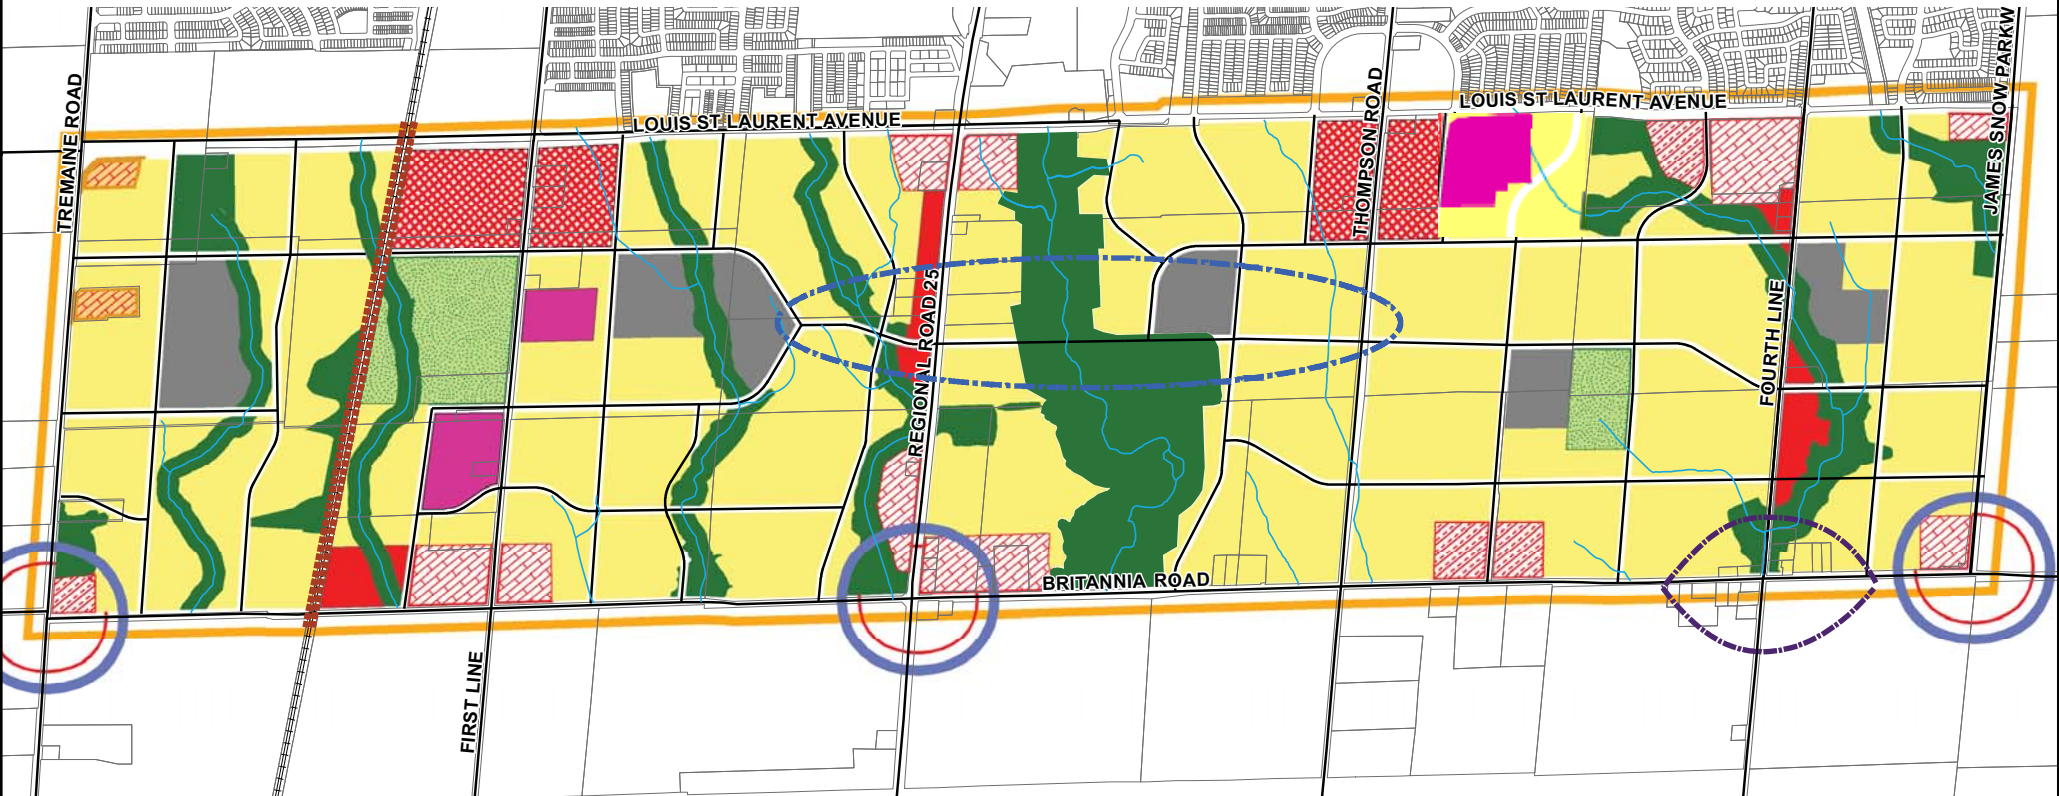 LOUIS ST LAURENT AVENUE
LOUIS ST LAURENT AVENUE
TREMAINE ROAD
THOMPSON ROAD
JAMES SNOW PARKW
REGIONAL ROAD 25
FOURTH LINE
BRITANNIA ROAD
FIRST LINE